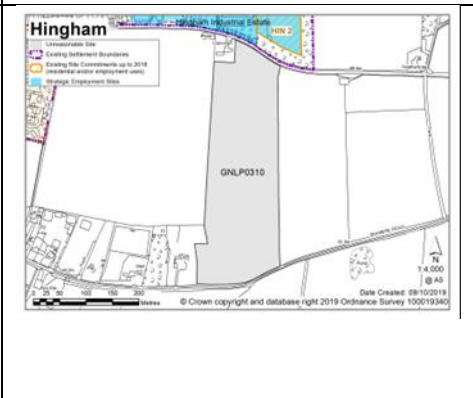 Hingham
Hingham Industrial Estate
HIN 2
Unreasonable Site
Existing Settlement Boundaries
Existing Site Commitments up to 2018
(residential and/or employment uses)
Strategic Employment Sites
GNLP0310
N
1:4,000
@ A5
0 25 50 100 150 200
Metres
Date Created: 09/10/2019
© Crown copyright and database right 2019 Ordnance Survey 100019340